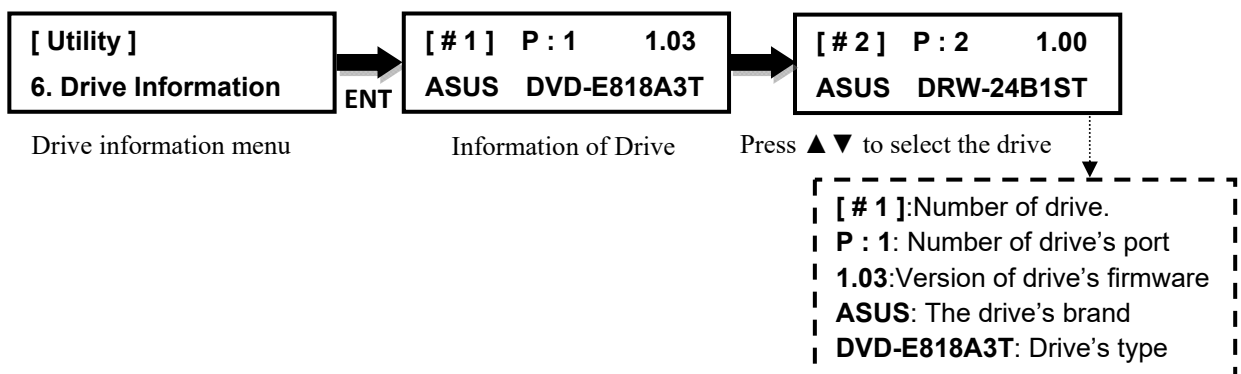 [ Utility ]
6. Drive Information
ENT
[ # 1 ] P : 1 1.03
ASUS DVD-E818A3T
[ # 2 ] P : 2 1.00
ASUS DRW-24B1ST
Drive information menu
Information of Drive
Press ▲▼ to select the drive
[ # 1 ]:Number of drive.
P : 1: Number of drive’s port
1.03:Version of drive’s firmware
ASUS: The drive’s brand
DVD-E818A3T: Drive’s type